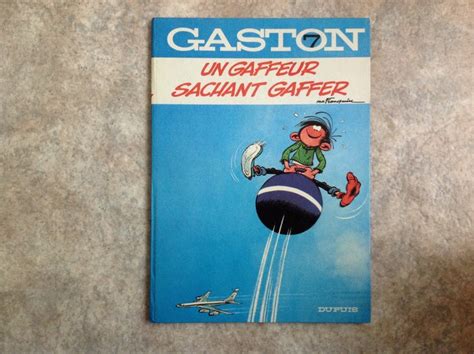 GASTON 7
UN GAFFEUR
SACHANT GAFFER
DUPUIS